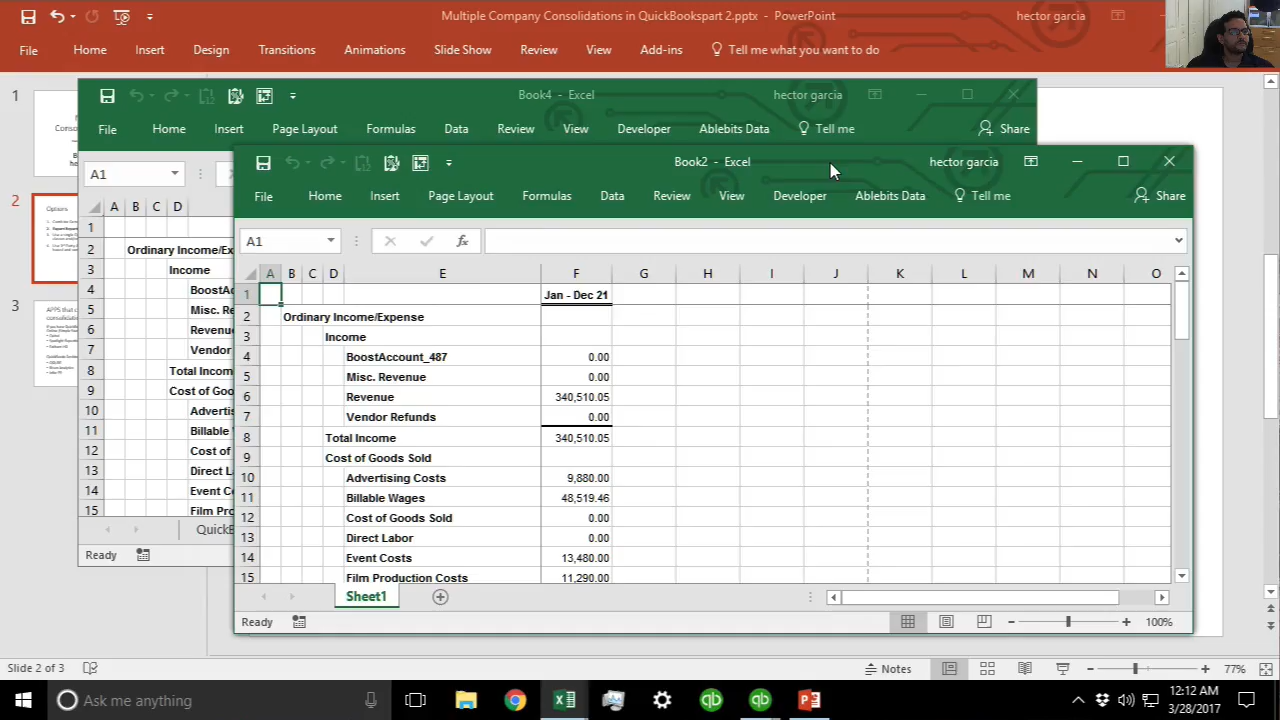 Multiple Company Consolidations in QuickBookspart 2.pptx - PowerPoint
hector garcia
File Home Insert Design Transitions Animations Slide Show Review View Add-ins Tell me what you want to do
1
2
3
Options
Book4 - Excel
hector garcia
File Home Insert Page Layout Formulas Data Review View Developer Ablebits Data Tell me Share
A1
A B C D
1
2 Ordinary Income/Ex
3 Income
4 BoostAc
5 Misc. Re
6 Revenue
7 Vendor
8 Total Incom
9 Cost of Goo
10 Advertis
11 Billable
12 Cost of
13 Direct La
14 Event C
15 Film Pro
QuickB
Ready
Book2 - Excel
hector garcia
File Home Insert Page Layout Formulas Data Review View Developer Ablebits Data Tell me Share
A1 fx
A B C D E F G H I J K L M N O
1 Jan - Dec 21
2 Ordinary Income/Expense
3 Income
4 BoostAccount_487 0.00
5 Misc. Revenue 0.00
6 Revenue 340,510.05
7 Vendor Refunds 0.00
8 Total Income 340,510.05
9 Cost of Goods Sold
10 Advertising Costs 9,880.00
11 Billable Wages 48,519.46
12 Cost of Goods Sold 0.00
13 Direct Labor 0.00
14 Event Costs 13,480.00
15 Film Production Costs 11,290.00
Sheet1
Ready 100%
Slide 2 of 3 Notes 77%
Ask me anything
12:12 AM
3/28/2017